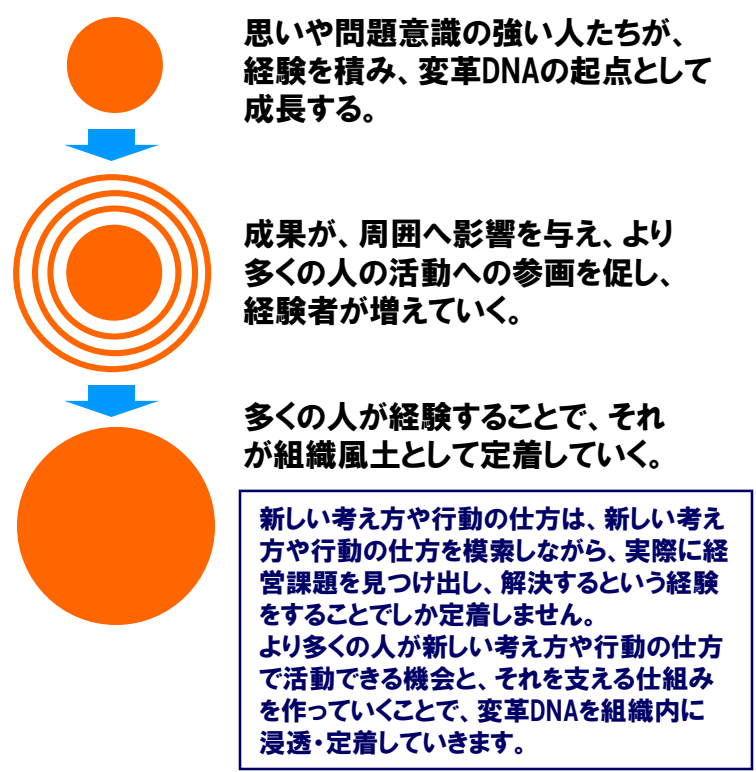 思いや問題意識の強い人たちが、
経験を積み、変革DNAの起点として
成長する。
成果が、周囲へ影響を与え、より
多くの人の活動への参画を促し、
経験者が増えていく。
多くの人が経験することで、それ
が組織風土として定着していく。
新しい考え方や行動の仕方は、新しい考え
方や行動の仕方を模索しながら、実際に経
営課題を見つけ出し、解決するという経験
をすることでしか定着しません。
より多くの人が新しい考え方や行動の仕方
で活動できる機会と、それを支える仕組み
を作っていくことで、変革DNAを組織内に
浸透・定着していきます。